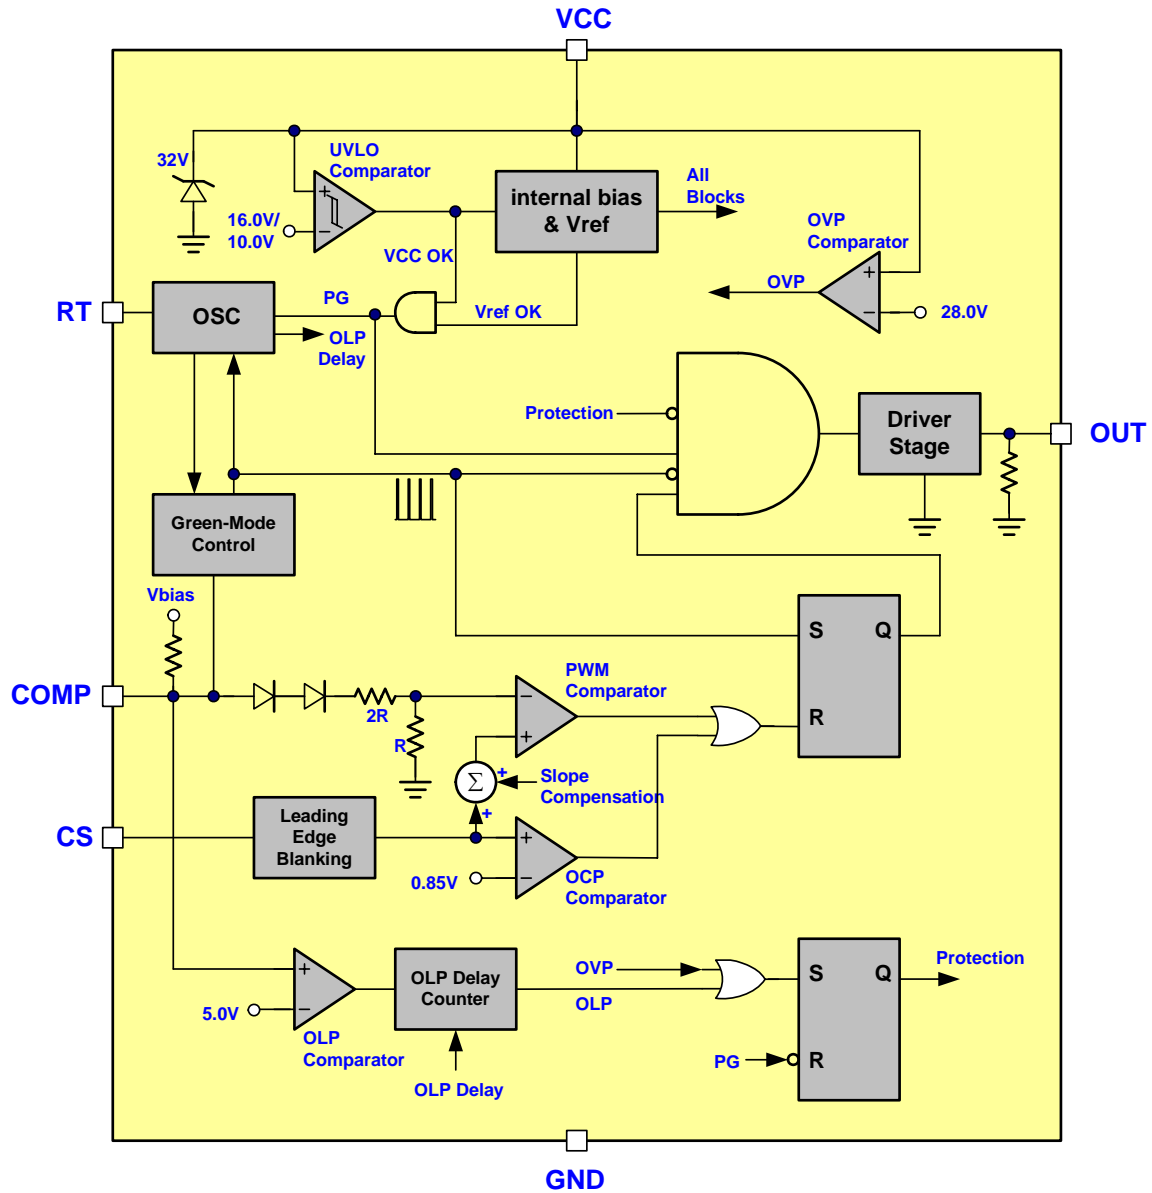 VCC
32V
UVLO
Comparator
16.0V/
10.0V
+
−
internal bias
& Vref
All
Blocks
VCC OK
OVP
Comparator
OVP
+
−
28.0V
RT
OSC
PG
Vref OK
OLP
Delay
Protection
Driver
Stage
OUT
Green-Mode
Control
Vbias
COMP
2R
R
PWM
Comparator
−
+
Σ
+
+
Slope
Compensation
S
Q
R
CS
Leading
Edge
Blanking
0.85V
+
−
OCP
Comparator
5.0V
+
−
OLP
Comparator
OLP Delay
Counter
OLP Delay
OVP
OLP
PG
S
Q
R
Protection
GND